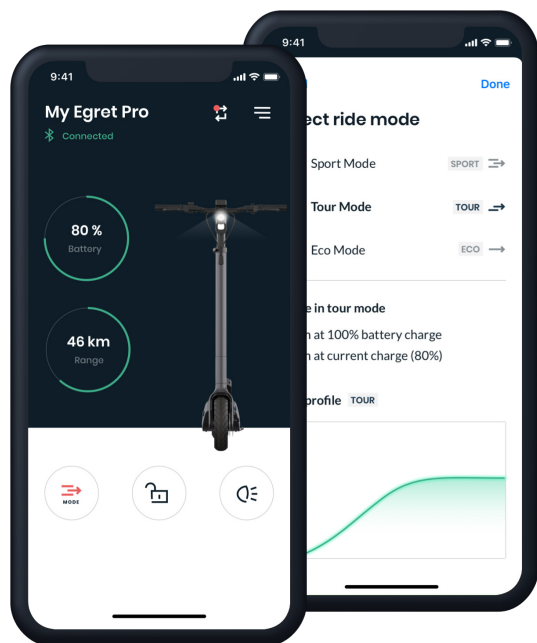 9:41
My Egret Pro
Connected
80 %
Battery
46 km
Range
MODE
9:41
Done
ect ride mode
Sport Mode
SPORT
Tour Mode
TOUR
Eco Mode
ECO
e in tour mode
at 100% battery charge
at current charge (80%)
profile TOUR